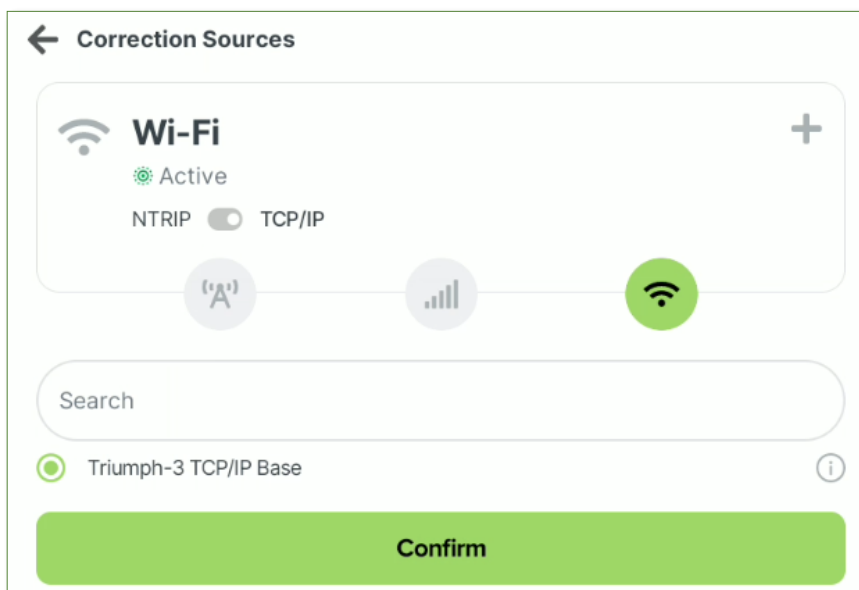 Correction Sources
Wi-Fi
Active
NTRIP TCP/IP
Search
Triumph-3 TCP/IP Base
Confirm